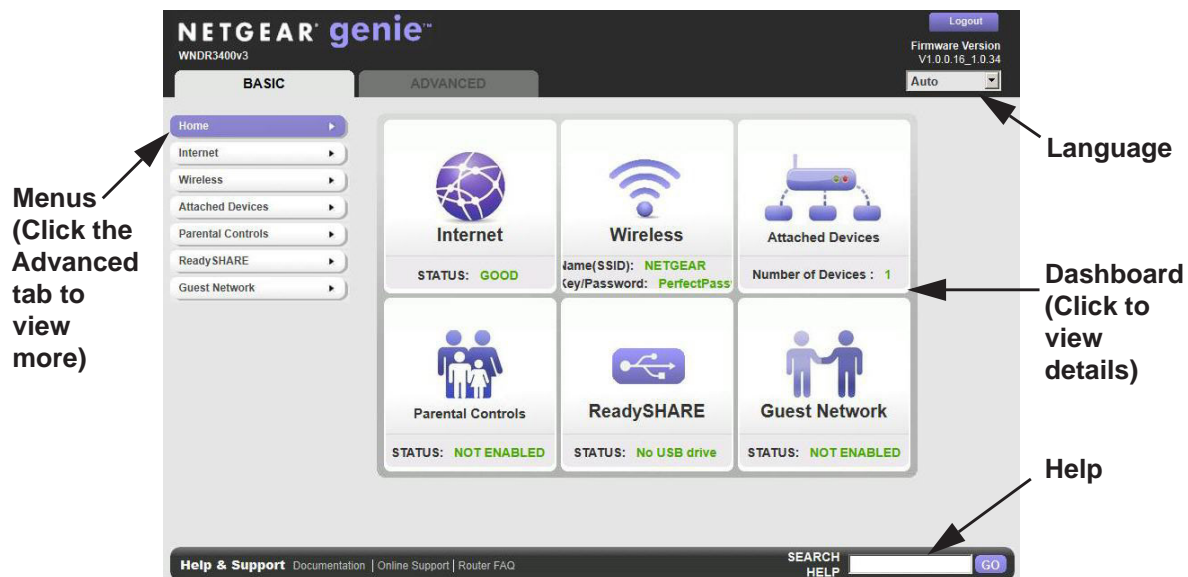 NETGEAR® genie™
WNDR3400v3
Logout
Firmware Version
V1.0.0.16_1.0.34
Auto
BASIC
ADVANCED
Language
Menus
(Click the
Advanced
tab to
view
more)
Home
Internet
Wireless
Attached Devices
Parental Controls
ReadySHARE
Guest Network
Internet
STATUS: GOOD
Wireless
Name(SSID): NETGEAR
Key/Password: PerfectPass
Attached Devices
Number of Devices : 1
Parental Controls
STATUS: NOT ENABLED
ReadySHARE
STATUS: No USB drive
Guest Network
STATUS: NOT ENABLED
Dashboard
(Click to
view
details)
Help
Help & Support Documentation | Online Support | Router FAQ
SEARCH
HELP
GO